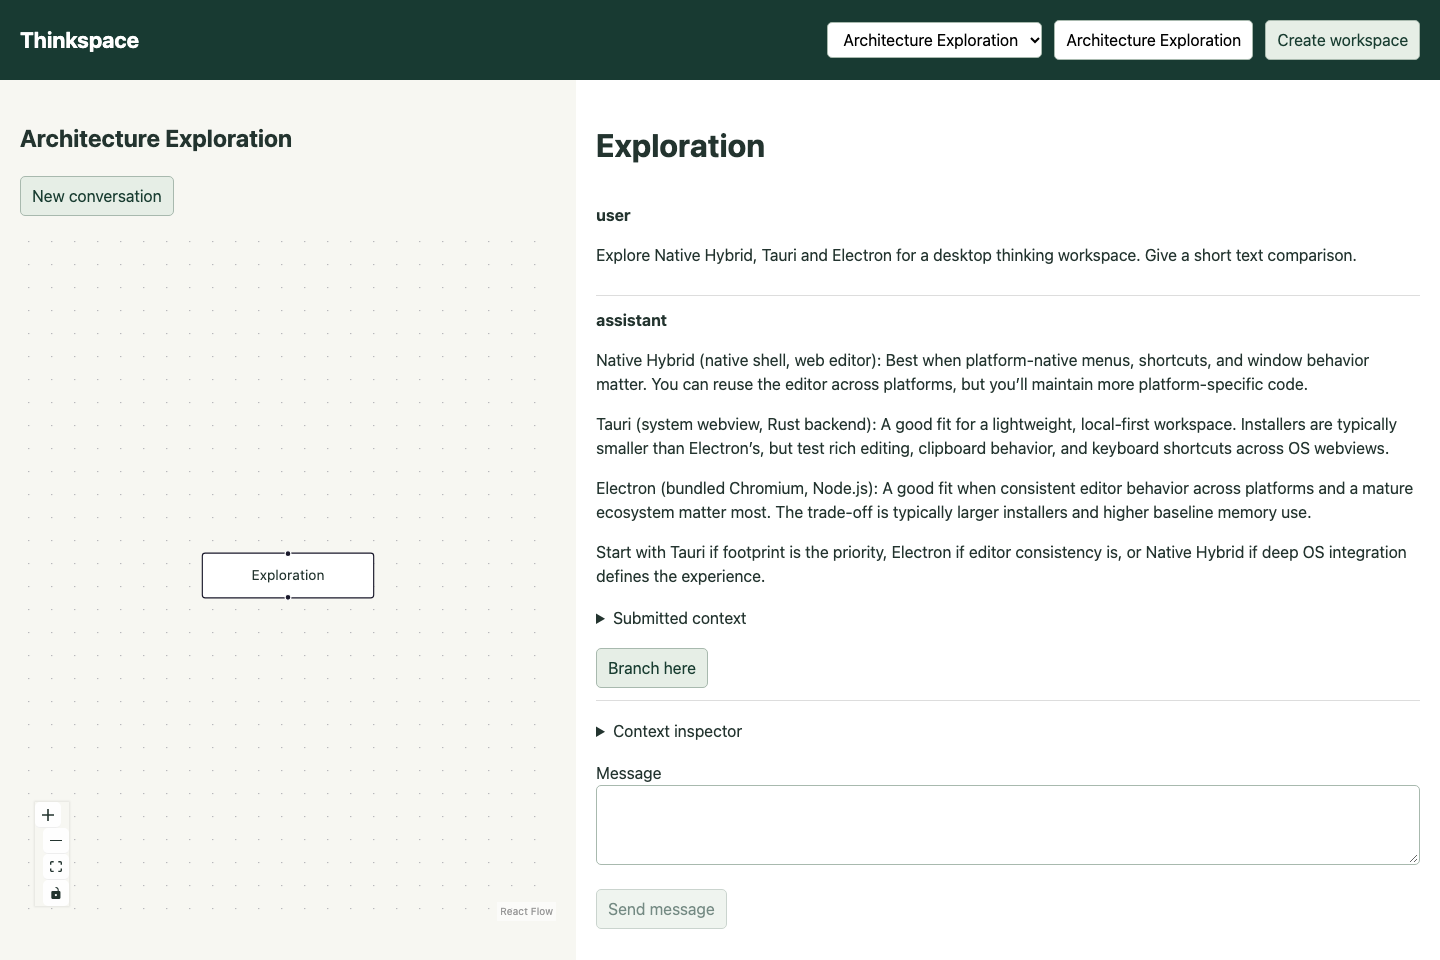 Thinkspace
Architecture Exploration
Architecture Exploration
Create workspace
Architecture Exploration
New conversation
Exploration
React Flow
Exploration
user
Explore Native Hybrid, Tauri and Electron for a desktop thinking workspace. Give a short text comparison.
assistant
Native Hybrid (native shell, web editor): Best when platform-native menus, shortcuts, and window behavior
matter. You can reuse the editor across platforms, but you’ll maintain more platform-specific code.
Tauri (system webview, Rust backend): A good fit for a lightweight, local-first workspace. Installers are typically
smaller than Electron’s, but test rich editing, clipboard behavior, and keyboard shortcuts across OS webviews.
Electron (bundled Chromium, Node.js): A good fit when consistent editor behavior across platforms and a mature
ecosystem matter most. The trade-off is typically larger installers and higher baseline memory use.
Start with Tauri if footprint is the priority, Electron if editor consistency is, or Native Hybrid if deep OS integration
defines the experience.
Submitted context
Branch here
Context inspector
Message
Send message